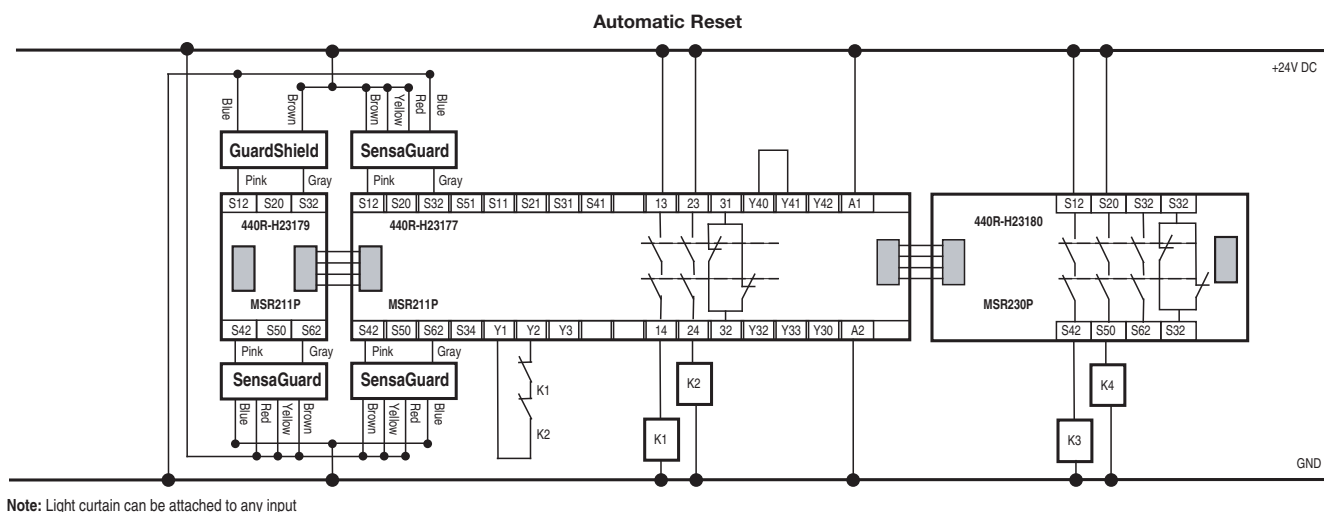 Automatic Reset
+24V DC
Blue
Brown
Brown
Yellow
Red
Blue
GuardShield
SensaGuard
Pink
Gray
Pink
Gray
S12 S20 S32
S12 S20 S32 S51 S11 S21 S31 S41 13 23 31 Y40 Y41 Y42 A1
S12 S20 S32 S32
440R-H23179
440R-H23177
440R-H23180
MSR211P
MSR211P
MSR230P
S42 S50 S62
S42 S50 S62 S34 Y1 Y2 Y3 14 24 32 Y32 Y33 Y30 A2
S42 S50 S62 S32
Pink
Gray
Pink
Gray
SensaGuard
SensaGuard
K1
K2
K2
K1
K4
K3
Blue
Red
Yellow
Brown
Brown
Yellow
Red
Blue
GND
Note: Light curtain can be attached to any input